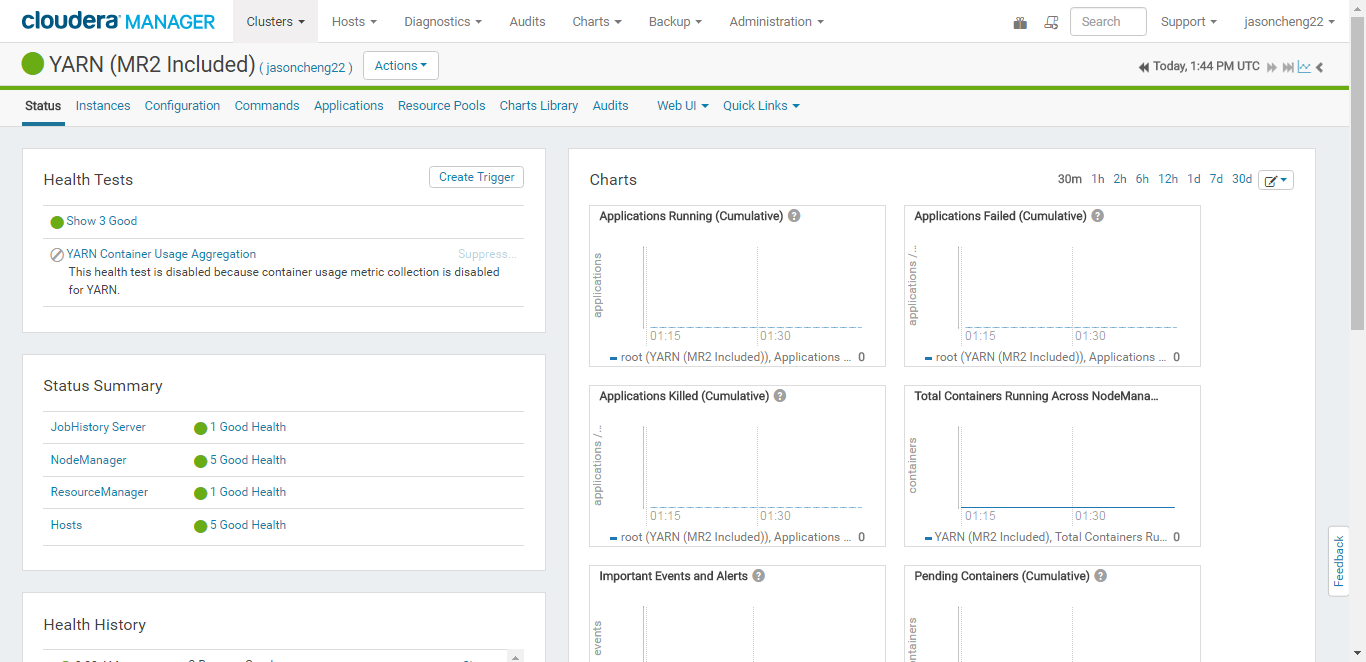 cloudera MANAGER Clusters Hosts Diagnostics Audits Charts Backup Administration Search Support jasoncheng22
YARN (MR2 Included) ( jasoncheng22 ) Actions Today, 1:44 PM UTC
Status Instances Configuration Commands Applications Resource Pools Charts Library Audits Web UI Quick Links
Health Tests Create Trigger
Show 3 Good
YARN Container Usage Aggregation Suppress...
This health test is disabled because container usage metric collection is disabled
for YARN.
Status Summary
JobHistory Server 1 Good Health
NodeManager 5 Good Health
ResourceManager 1 Good Health
Hosts 5 Good Health
Health History
Charts 30m 1h 2h 6h 12h 1d 7d 30d
Applications Running (Cumulative) ?
applications
01:15 01:30
root (YARN (MR2 Included)), Applications ... 0
Applications Failed (Cumulative) ?
applications /...
01:15 01:30
root (YARN (MR2 Included)), Applications ... 0
Applications Killed (Cumulative) ?
applications /...
01:15 01:30
root (YARN (MR2 Included)), Applications ... 0
Total Containers Running Across NodeMana...
containers
01:15 01:30
YARN (MR2 Included), Total Containers Ru... 0
Important Events and Alerts ?
events
Pending Containers (Cumulative) ?
Feedback